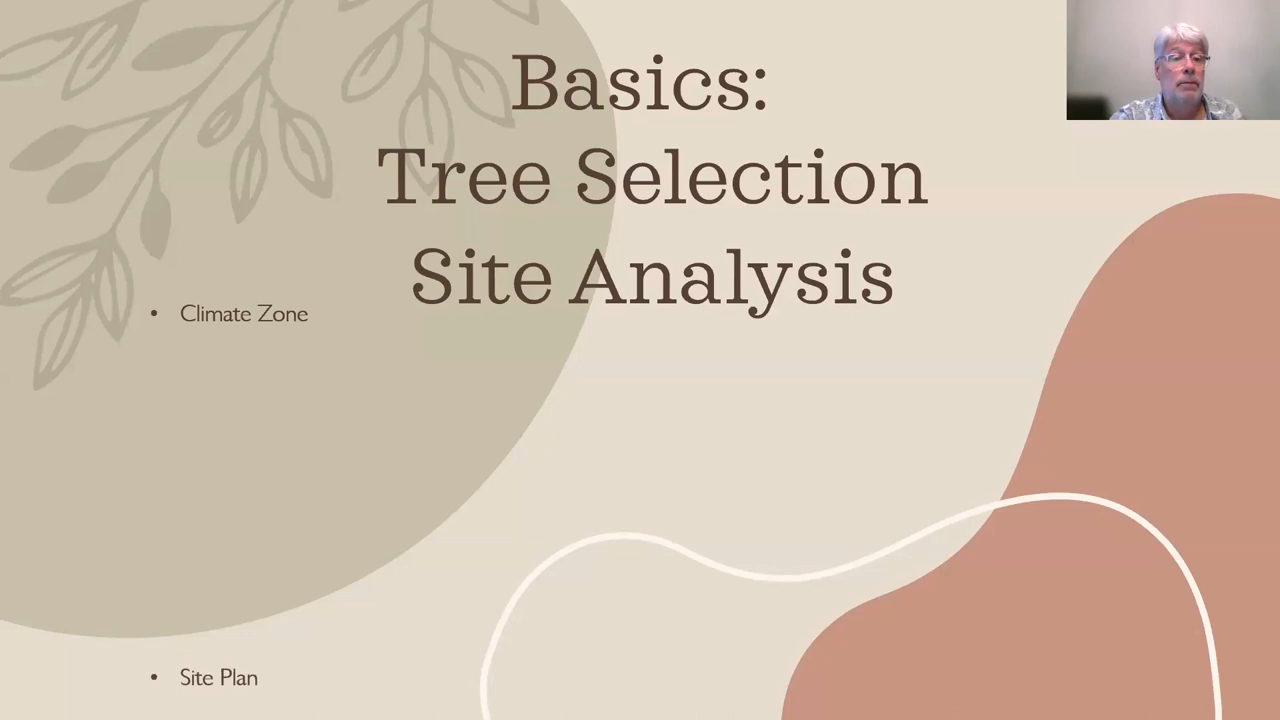 Basics:
Tree Selection
Site Analysis
• Climate Zone
• Site Plan